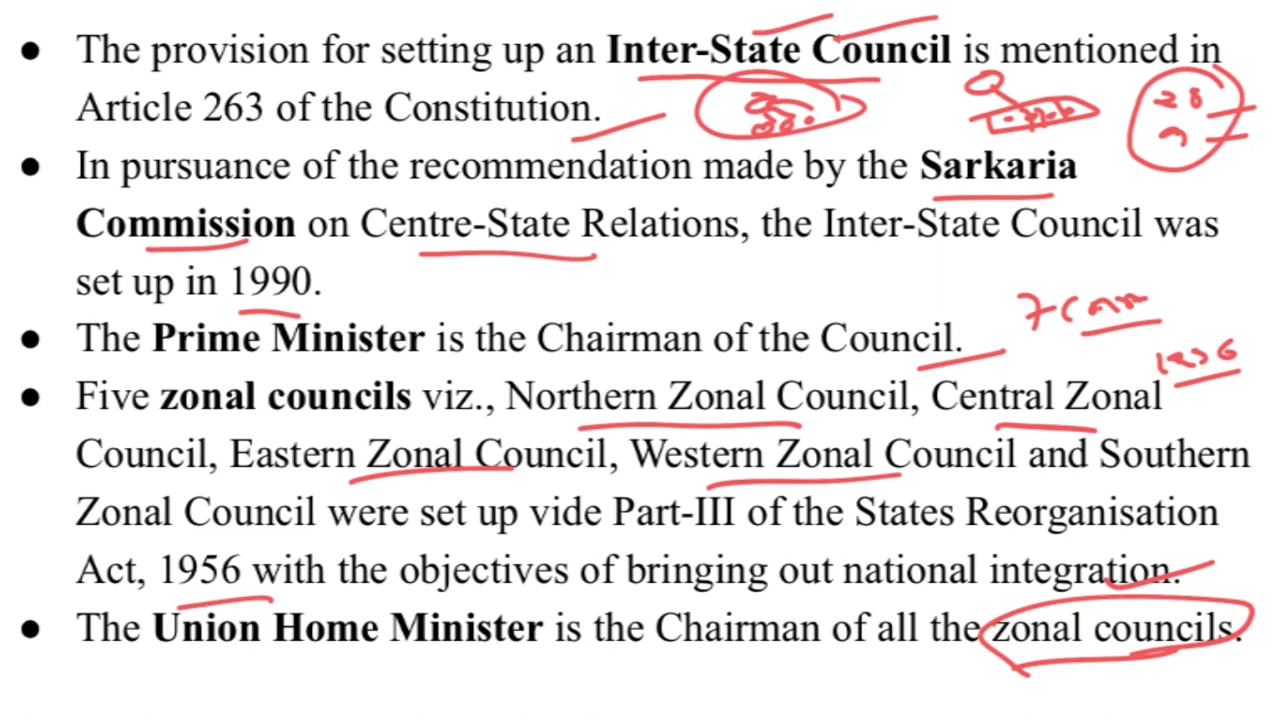 ● The provision for setting up an Inter-State Council is mentioned in
Article 263 of the Constitution.
28
● In pursuance of the recommendation made by the Sarkaria
Commission on Centre-State Relations, the Inter-State Council was
set up in 1990.
● The Prime Minister is the Chairman of the Council.
1956
● Five zonal councils viz., Northern Zonal Council, Central Zonal
Council, Eastern Zonal Council, Western Zonal Council and Southern
Zonal Council were set up vide Part-III of the States Reorganisation
Act, 1956 with the objectives of bringing out national integration.
● The Union Home Minister is the Chairman of all the zonal councils.